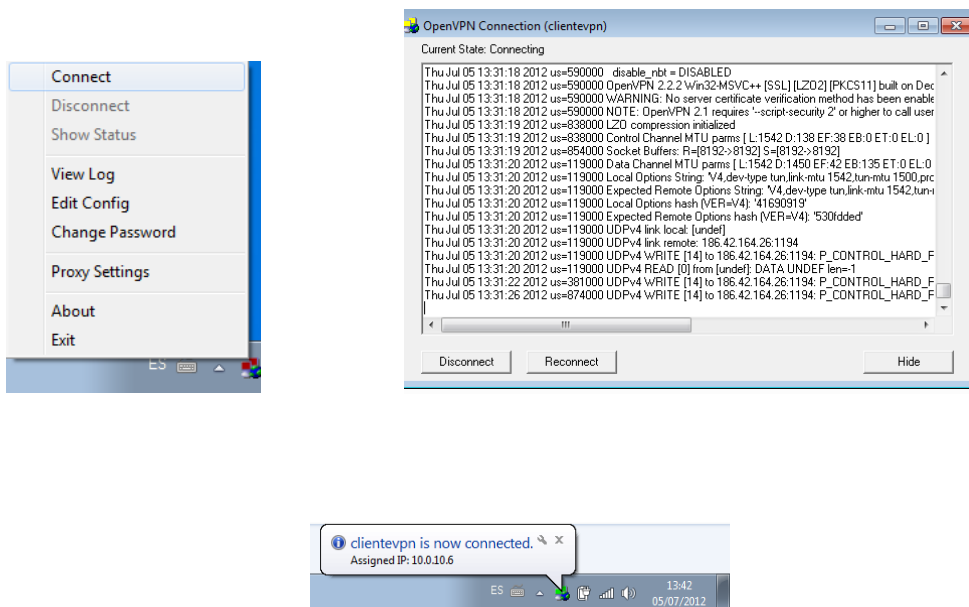 Connect
Disconnect
Show Status
View Log
Edit Config
Change Password
Proxy Settings
About
Exit
ES
OpenVPN Connection (clientevpn)
Current State: Connecting
Thu Jul 05 13:31:18 2012 us=590000 disable_nbt = DISABLED
Thu Jul 05 13:31:18 2012 us=590000 OpenVPN 2.2.2 Win32-MSVC++ [SSL] [LZO2] [PKCS11] built on Dec
Thu Jul 05 13:31:18 2012 us=590000 WARNING: No server certificate verification method has been enable
Thu Jul 05 13:31:18 2012 us=590000 NOTE: OpenVPN 2.1 requires '--script-security 2' or higher to call user
Thu Jul 05 13:31:19 2012 us=838000 LZO compression initialized
Thu Jul 05 13:31:19 2012 us=838000 Control Channel MTU parms [ L:1542 D:138 EF:38 EB:0 ET:0 EL:0 ]
Thu Jul 05 13:31:19 2012 us=854000 Socket Buffers: R=[8192->8192] S=[8192->8192]
Thu Jul 05 13:31:20 2012 us=119000 Data Channel MTU parms [ L:1542 D:1450 EF:42 EB:135 ET:0 EL:0
Thu Jul 05 13:31:20 2012 us=119000 Local Options String: 'V4,dev-type tun,link-mtu 1542,tun-mtu 1500,prc
Thu Jul 05 13:31:20 2012 us=119000 Expected Remote Options String: 'V4,dev-type tun,link-mtu 1542,tun-
Thu Jul 05 13:31:20 2012 us=119000 Local Options hash (VER=V4): '41690919'
Thu Jul 05 13:31:20 2012 us=119000 Expected Remote Options hash (VER=V4): '530fdded'
Thu Jul 05 13:31:20 2012 us=119000 UDPv4 link local: [undef]
Thu Jul 05 13:31:20 2012 us=119000 UDPv4 link remote: 186.42.164.26:1194
Thu Jul 05 13:31:20 2012 us=119000 UDPv4 WRITE [14] to 186.42.164.26:1194: P_CONTROL_HARD_F
Thu Jul 05 13:31:20 2012 us=119000 UDPv4 READ [0] from [undef]: DATA UNDEF len=-1
Thu Jul 05 13:31:22 2012 us=381000 UDPv4 WRITE [14] to 186.42.164.26:1194: P_CONTROL_HARD_F
Thu Jul 05 13:31:26 2012 us=874000 UDPv4 WRITE [14] to 186.42.164.26:1194: P_CONTROL_HARD_F
Disconnect
Reconnect
Hide
clientevpn is now connected.
Assigned IP: 10.0.10.6
ES
13:42
05/07/2012